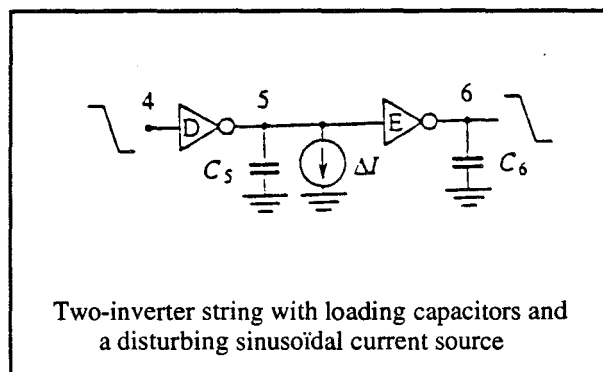 4
5
6
D
E
C5
ΔI
C6
Two-inverter string with loading capacitors and
a disturbing sinusoïdal current source